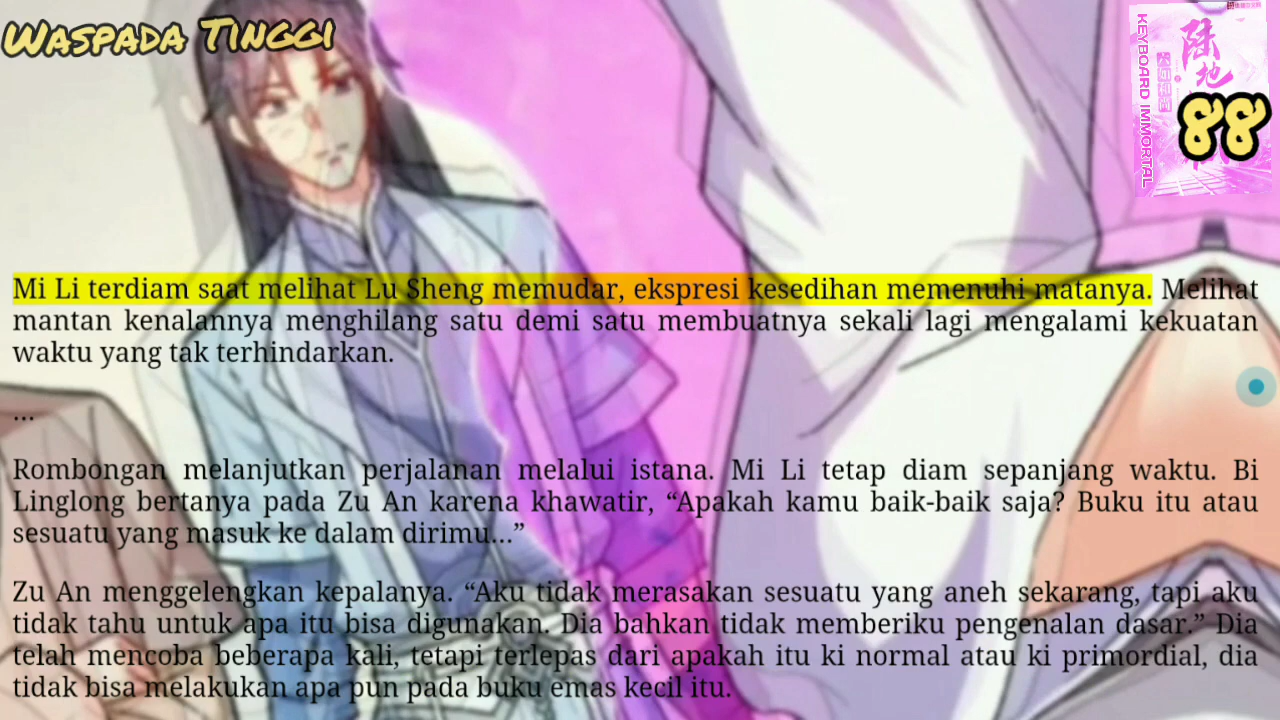 Waspada Tinggi
KEYBOARD IMMORTAL
陆地
88
Mi Li terdiam saat melihat Lu Sheng memudar, ekspresi kesedihan memenuhi matanya. Melihat
mantan kenalannya menghilang satu demi satu membuatnya sekali lagi mengalami kekuatan
waktu yang tak terhindarkan.
...
Rombongan melanjutkan perjalanan melalui istana. Mi Li tetap diam sepanjang waktu. Bi
Linglong bertanya pada Zu An karena khawatir, “Apakah kamu baik-baik saja? Buku itu atau
sesuatu yang masuk ke dalam dirimu...”
Zu An menggelengkan kepalanya. “Aku tidak merasakan sesuatu yang aneh sekarang, tapi aku
tidak tahu untuk apa itu bisa digunakan. Dia bahkan tidak memberiku pengenalan dasar.” Dia
telah mencoba beberapa kali, tetapi terlepas dari apakah itu ki normal atau ki primordial, dia
tidak bisa melakukan apa pun pada buku emas kecil itu.